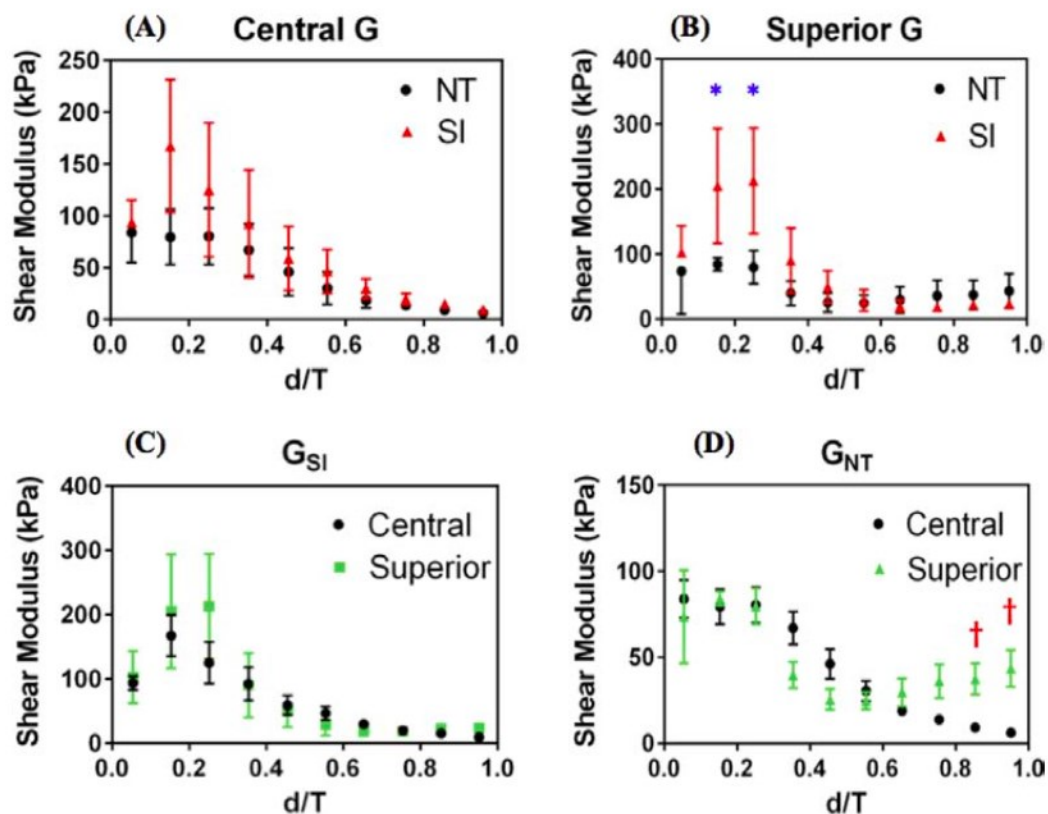 (A) Central G
Shear Modulus (kPa)
250
200
150
100
50
0
NT
SI
0.0 0.2 0.4 0.6 0.8 1.0
d/T
(B) Superior G
Shear Modulus (kPa)
400
300
200
100
0
* *
NT
SI
0.0 0.2 0.4 0.6 0.8 1.0
d/T
(C) GSI
Shear Modulus (kPa)
400
300
200
100
0
Central
Superior
0.0 0.2 0.4 0.6 0.8 1.0
d/T
(D) GNT
Shear Modulus (kPa)
150
100
50
0
Central
Superior
† †
0.0 0.2 0.4 0.6 0.8 1.0
d/T